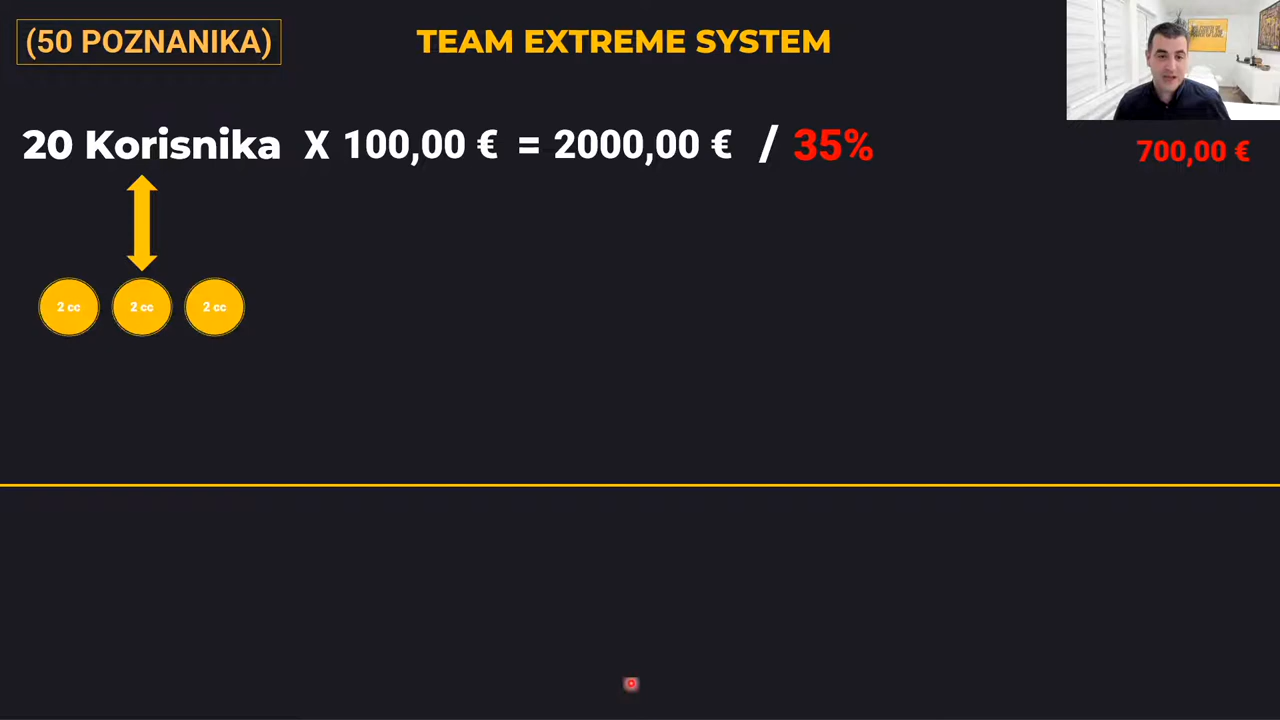 (50 POZNANIKA)
TEAM EXTREME SYSTEM
20 Korisnika X 100,00 € = 2000,00 € / 35%
700,00 €
2 cc 2 cc 2 cc